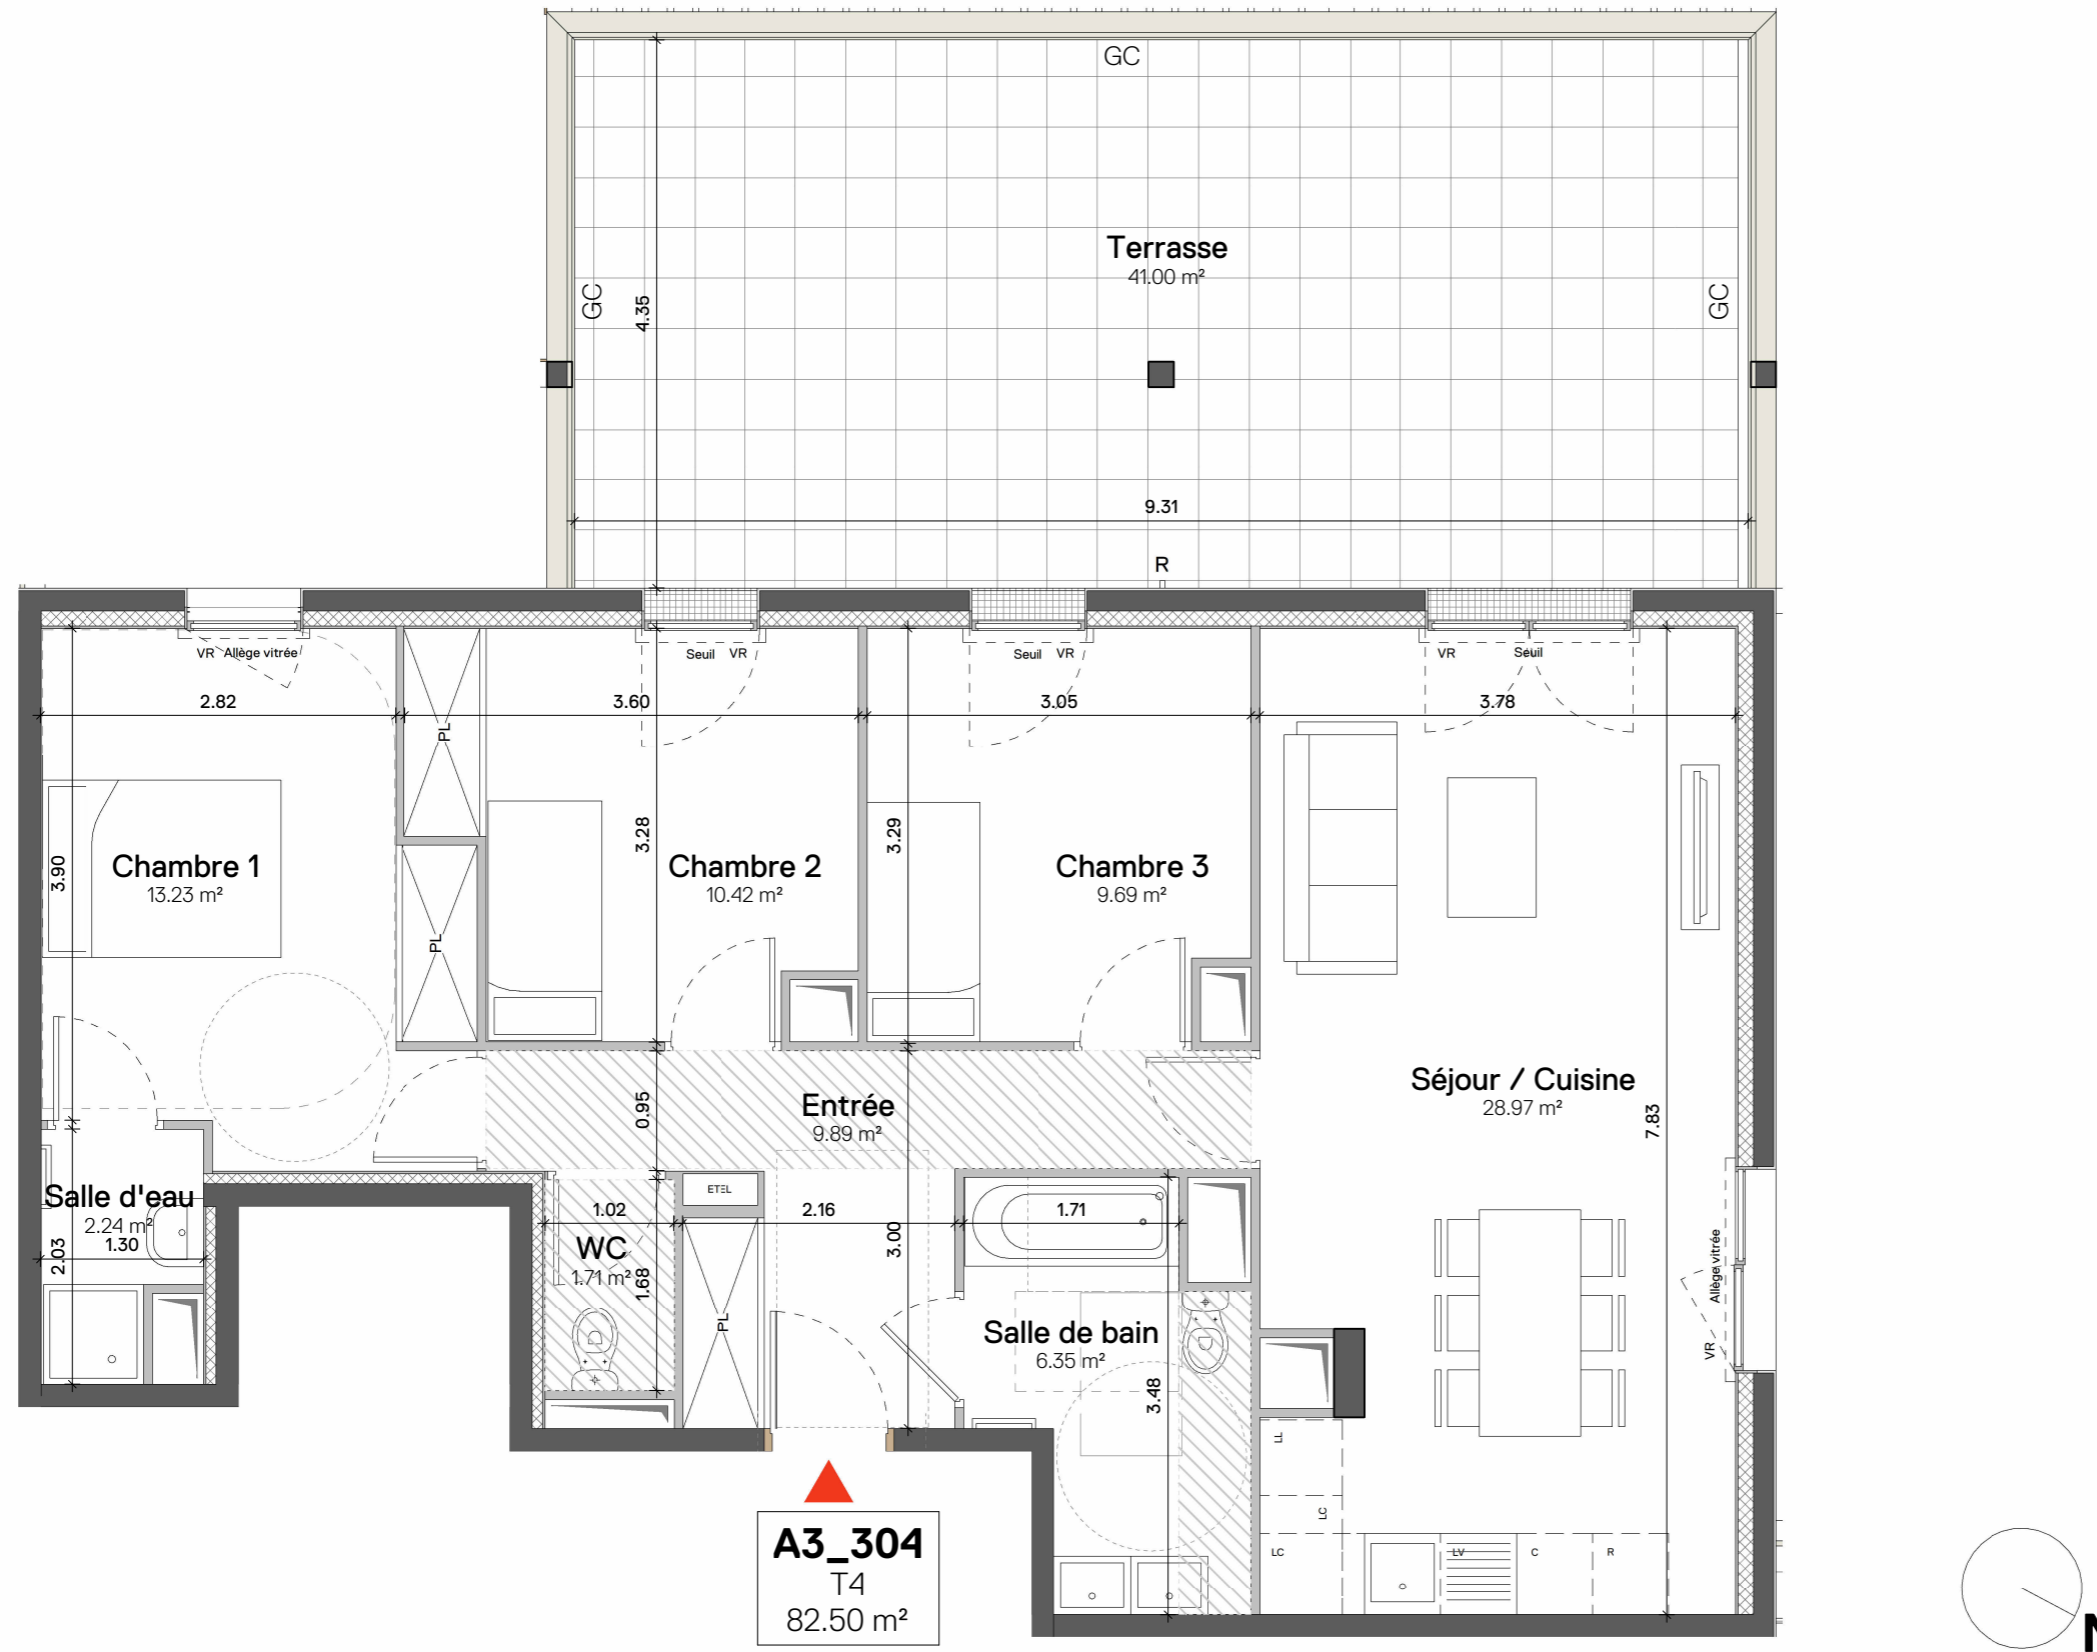 GC
Terrasse
41.00 m²
GC
4.35
GC
9.31
R
VR Allège vitrée
Seuil VR
Seuil VR
VR Seuil
2.82
3.60
3.05
3.78
PL
3.90
Chambre 1
13.23 m²
3.28
Chambre 2
10.42 m²
3.29
Chambre 3
9.69 m²
PL
Séjour / Cuisine
28.97 m²
7.83
0.95
Entrée
9.89 m²
Salle d'eau
2.24 m²
1.30
2.03
ETEL
1.02
WC
1.71 m²
1.68
2.16
3.00
1.71
PL
Salle de bain
6.35 m²
3.48
Allège vitrée
VR
LL
LC
LC
LV
C
R
A3_304
T4
82.50 m²